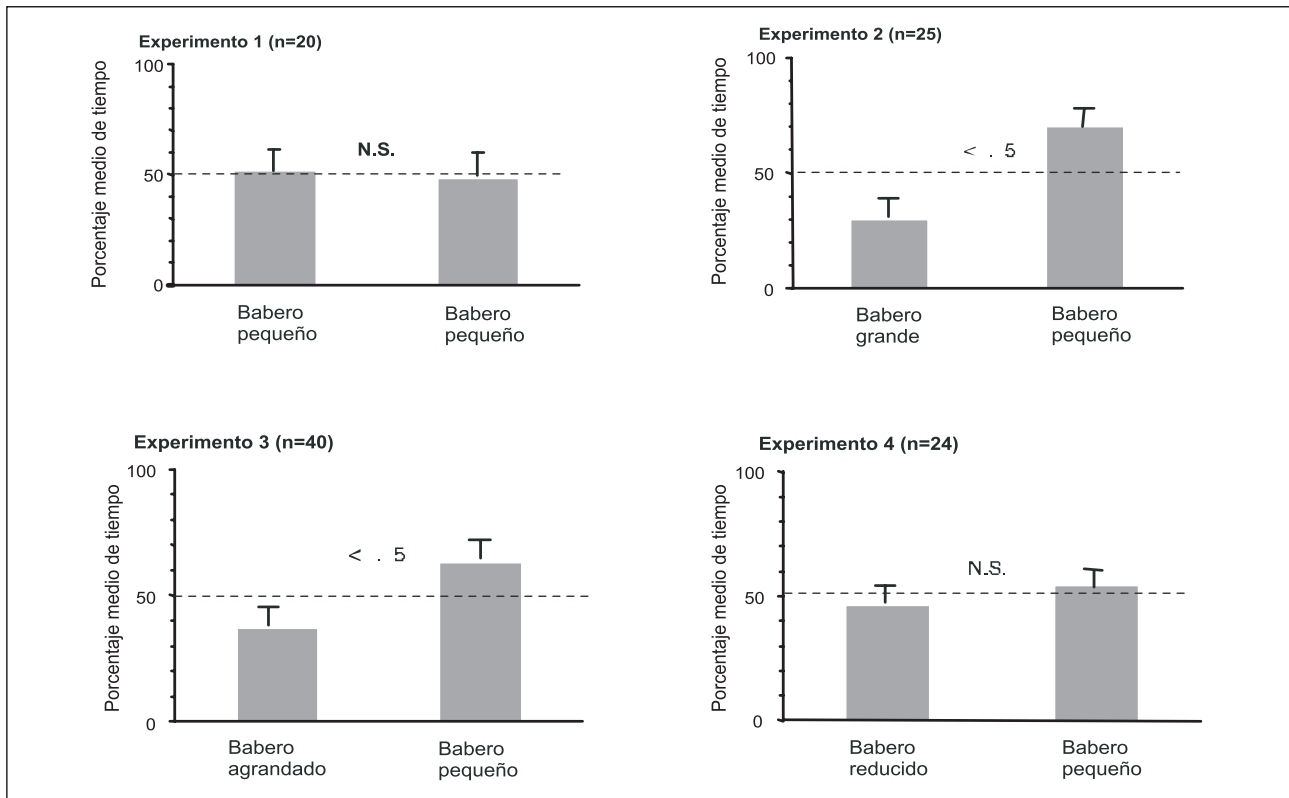 Experimento 1 (n=20)
Porcentaje medio de tiempo
100
50
0
N.S.
Babero
pequeño
Babero
pequeño
Experimento 2 (n=25)
Porcentaje medio de tiempo
100
50
0
< . 5
Babero
grande
Babero
pequeño
Experimento 3 (n=40)
Porcentaje medio de tiempo
100
50
0
< . 5
Babero
agrandado
Babero
pequeño
Experimento 4 (n=24)
Porcentaje medio de tiempo
100
50
0
N.S.
Babero
reducido
Babero
pequeño